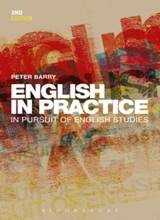 2ND
EDITION
PETER BARRY
ENGLISH
IN PRACTICE
IN PURSUIT OF ENGLISH STUDIES
BLOOMSBURY